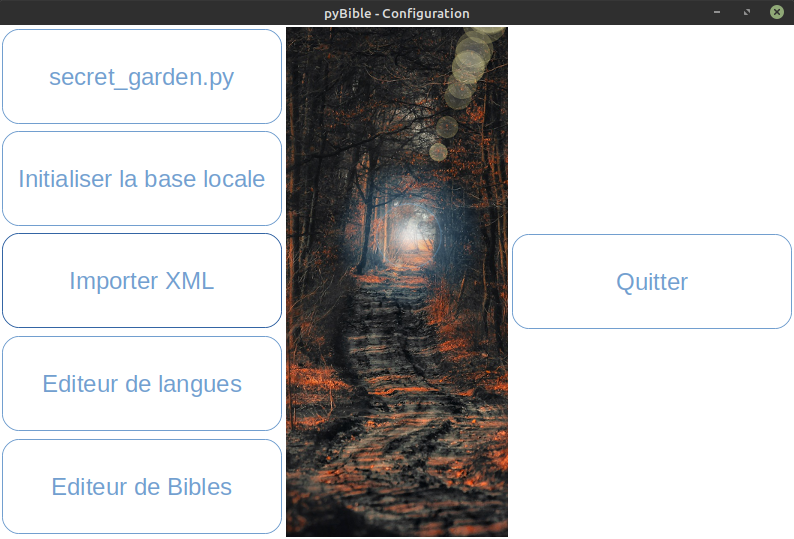 pyBible - Configuration
secret_garden.py
Initialiser la base locale
Importer XML
Quitter
Editeur de langues
Editeur de Bibles